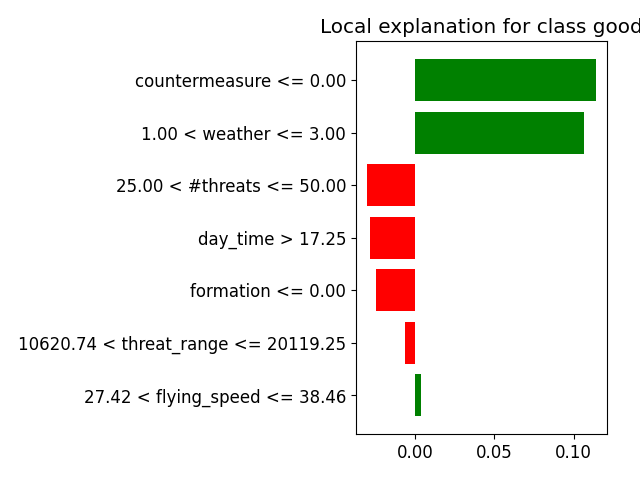 Local explanation for class good
countermeasure <= 0.00
1.00 < weather <= 3.00
25.00 < #threats <= 50.00
day_time > 17.25
formation <= 0.00
10620.74 < threat_range <= 20119.25
27.42 < flying_speed <= 38.46
0.00 0.05 0.10